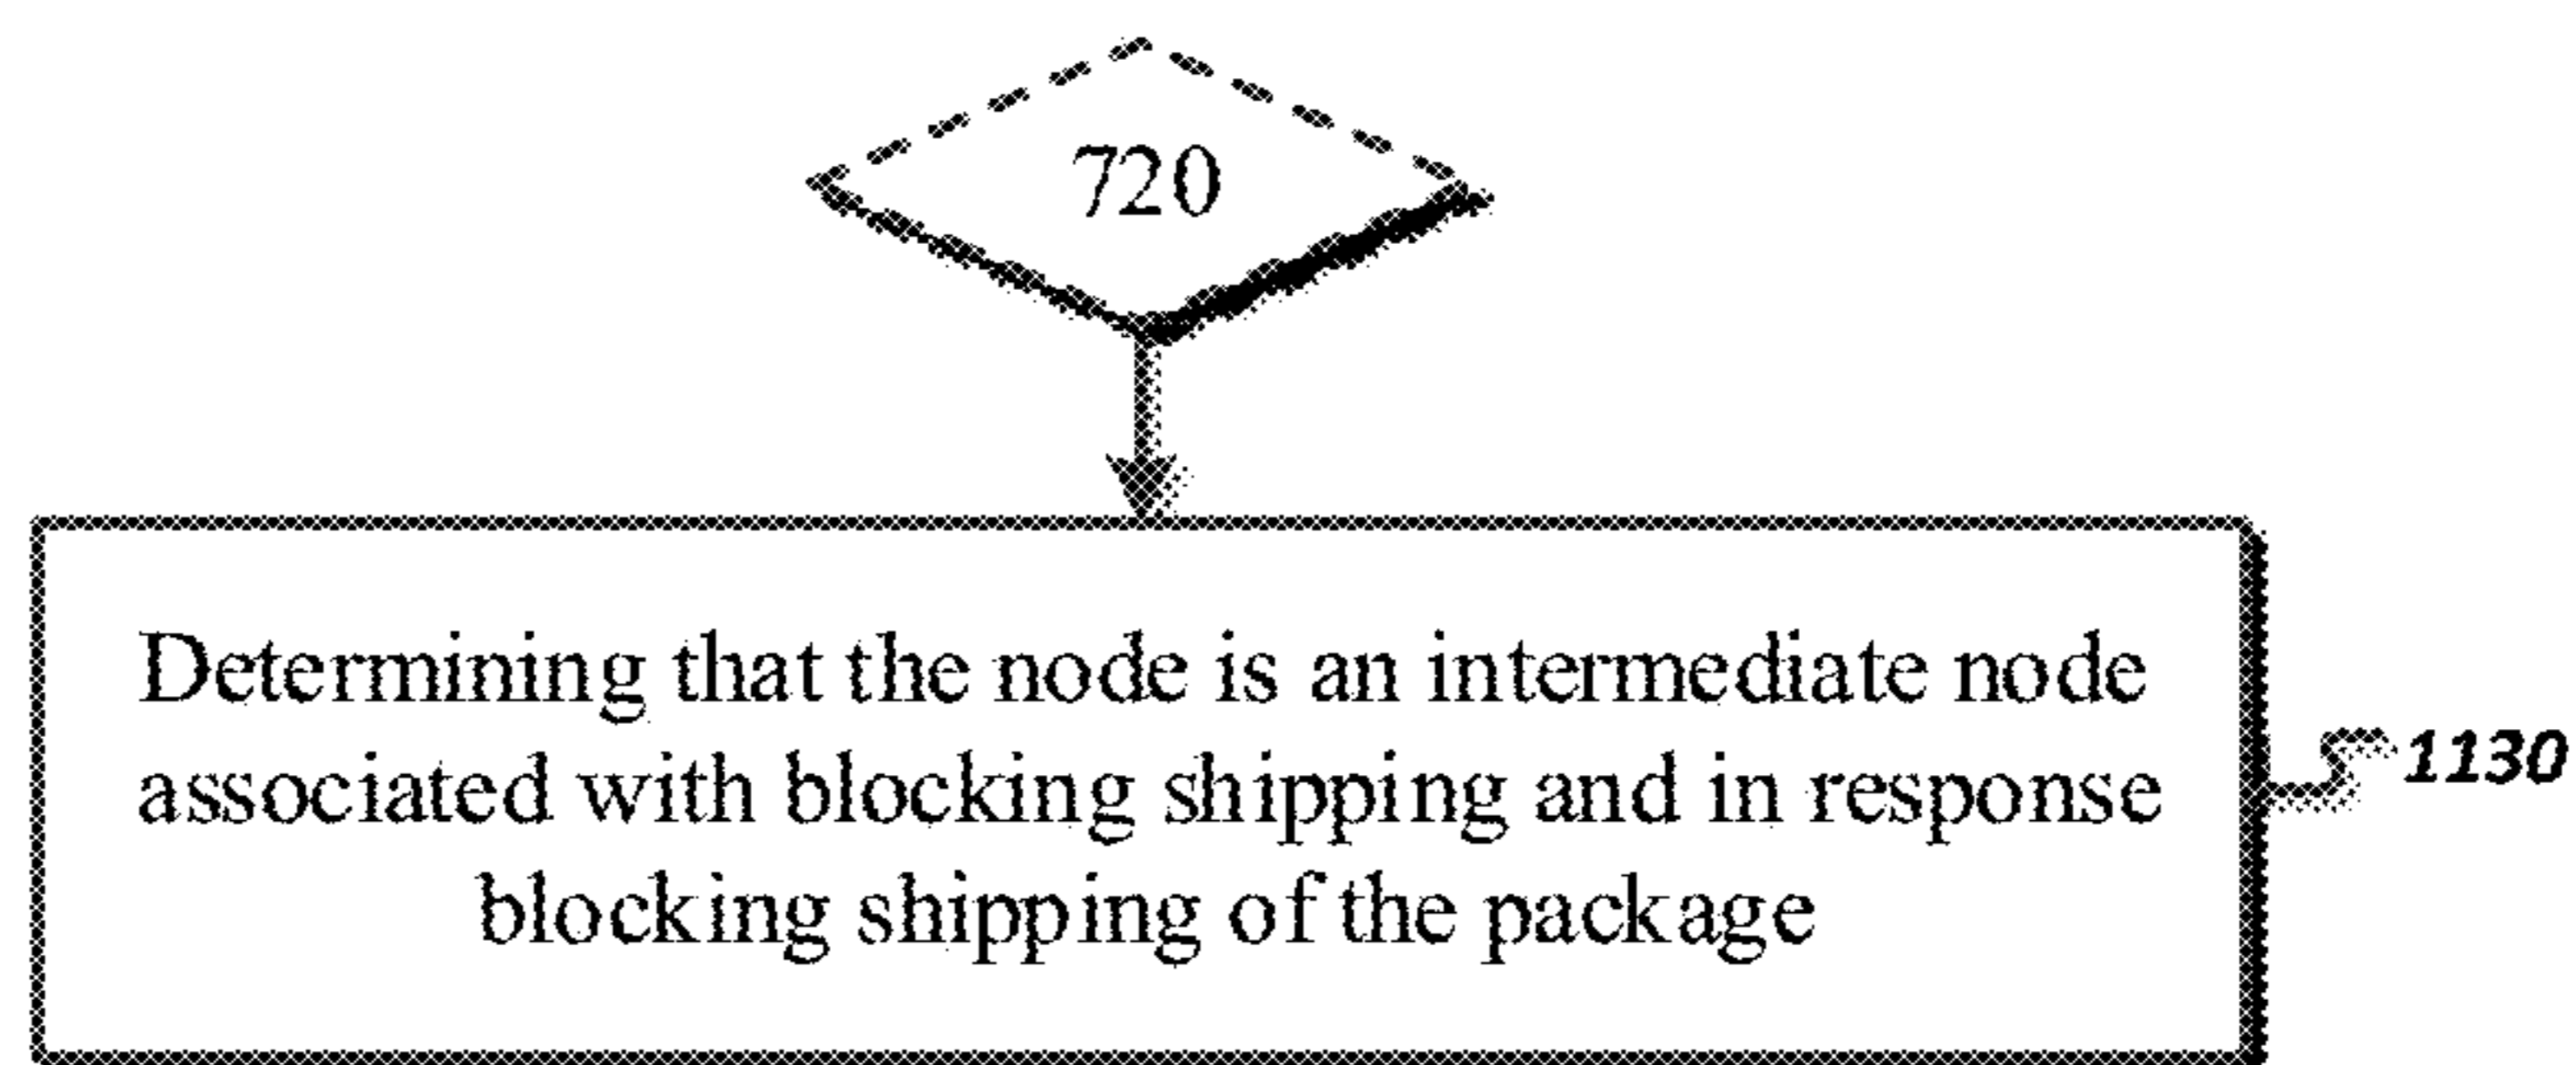 720
Determining that the node is an intermediate node
associated with blocking shipping and in response
blocking shipping of the package
1130